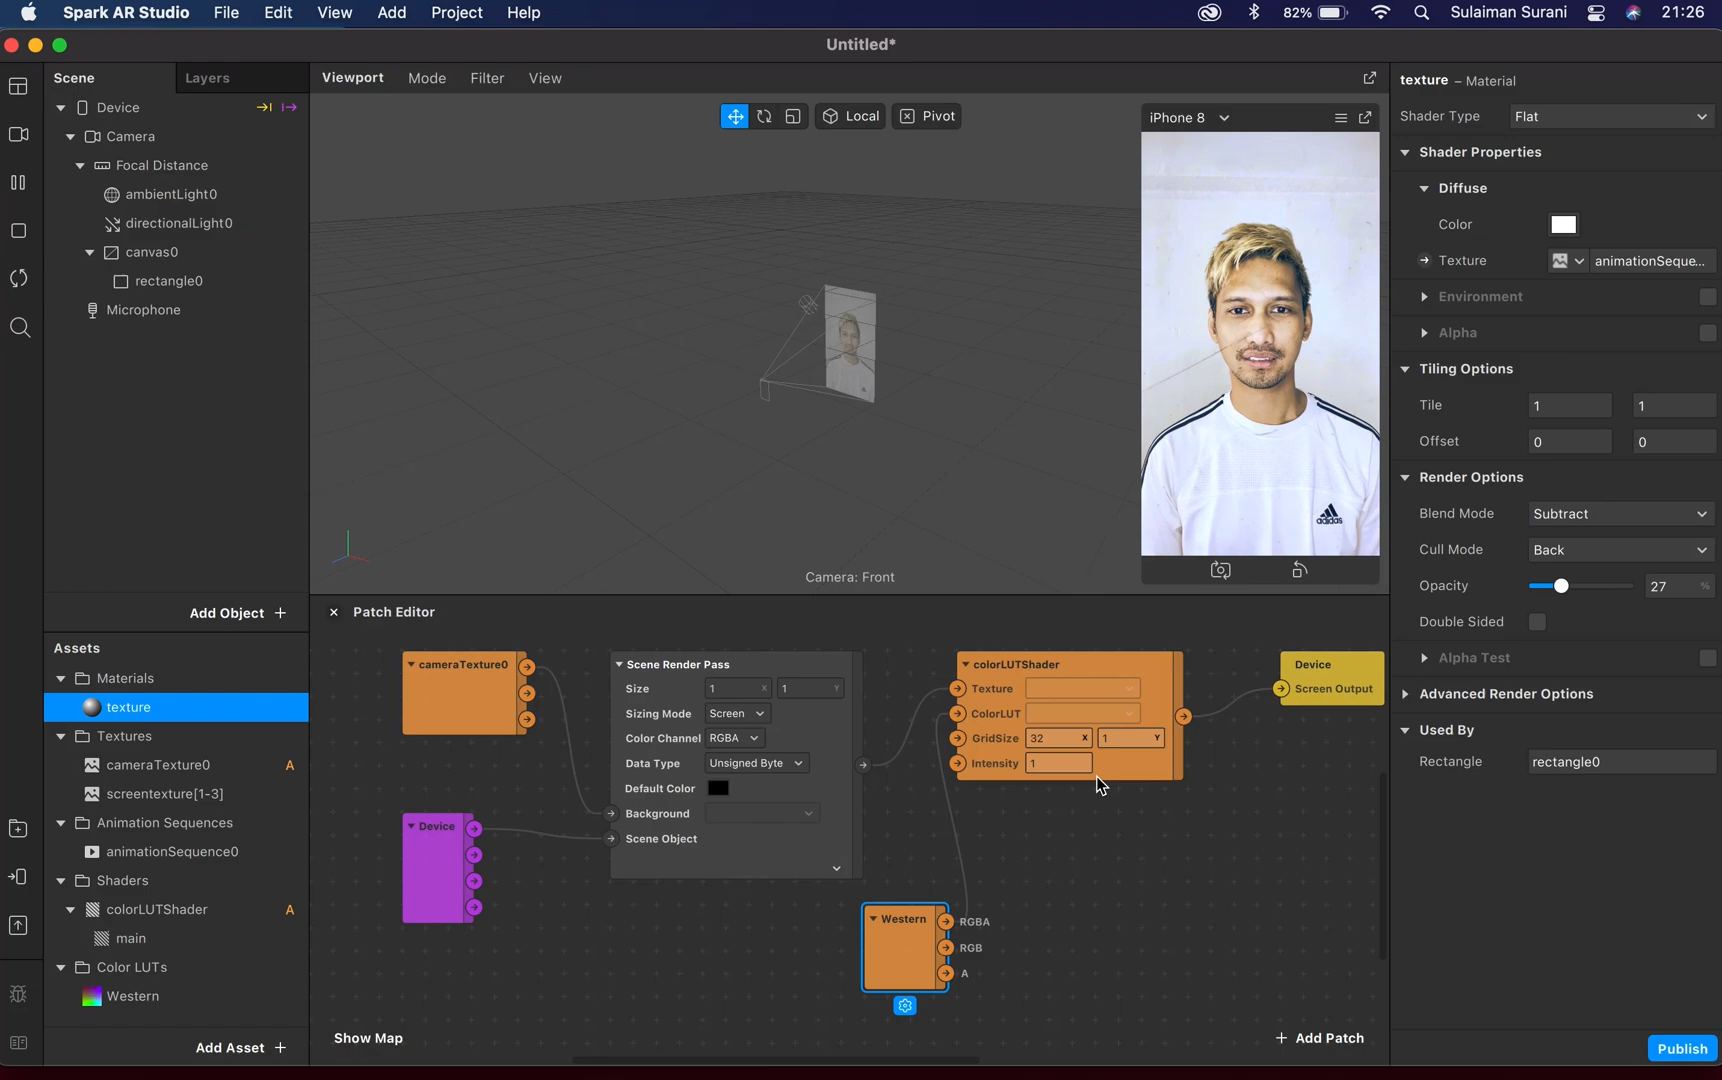 Spark AR Studio File Edit View Add Project Help 82% Sulaiman Surani 21:26
Untitled*
Scene Layers
Device
Camera
Focal Distance
ambientLight0
directionalLight0
canvas0
rectangle0
Microphone
Add Object +
Viewport Mode Filter View
Local Pivot
Camera: Front
iPhone 8
adidas
Assets
Materials
texture
Textures
cameraTexture0 A
screentexture[1-3]
Animation Sequences
animationSequence0
Shaders
colorLUTShader A
main
Color LUTs
Western
Add Asset +
Patch Editor
cameraTexture0
Device
Scene Render Pass
Size 1 X 1 Y
Sizing Mode Screen
Color Channel RGBA
Data Type Unsigned Byte
Default Color
Background
Scene Object
colorLUTShader
Texture
ColorLUT
GridSize 32 X 1 Y
Intensity 1
Device
Screen Output
Western RGBA
RGB
A
Show Map
+ Add Patch
texture – Material
Shader Type Flat
Shader Properties
Diffuse
Color
Texture animationSeque...
Environment
Alpha
Tiling Options
Tile 1 1
Offset 0 0
Render Options
Blend Mode Subtract
Cull Mode Back
Opacity 27 %
Double Sided
Alpha Test
Advanced Render Options
Used By
Rectangle rectangle0
Publish